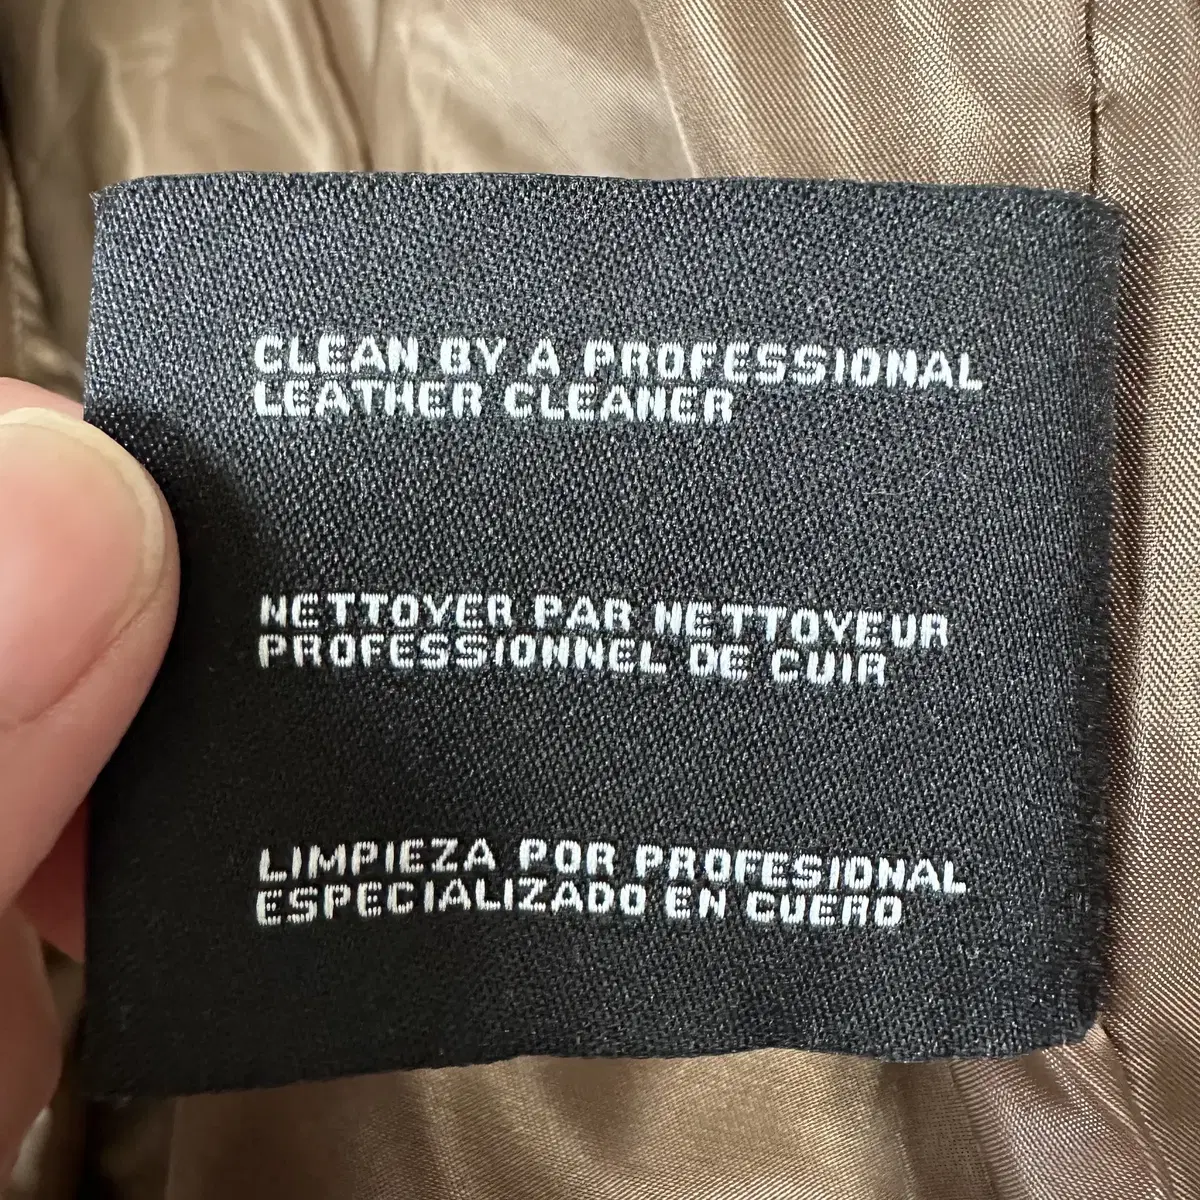 CLEAN BY A PROFESSIONAL
LEATHER CLEANER
NETTOYER PAR NETTOYEUR
PROFESSIONNEL DE CUIR
LIMPIEZA POR PROFESIONAL
ESPECIALIZADO EN CUERO